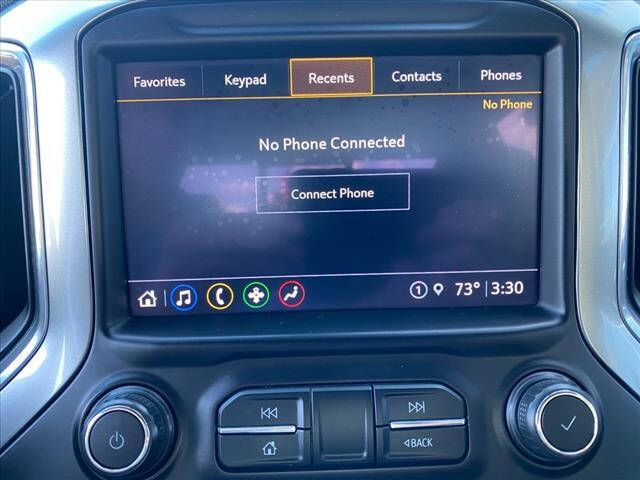 Favorites Keypad Recents Contacts Phones
No Phone
No Phone Connected
Connect Phone
1 73° 3:30
BACK